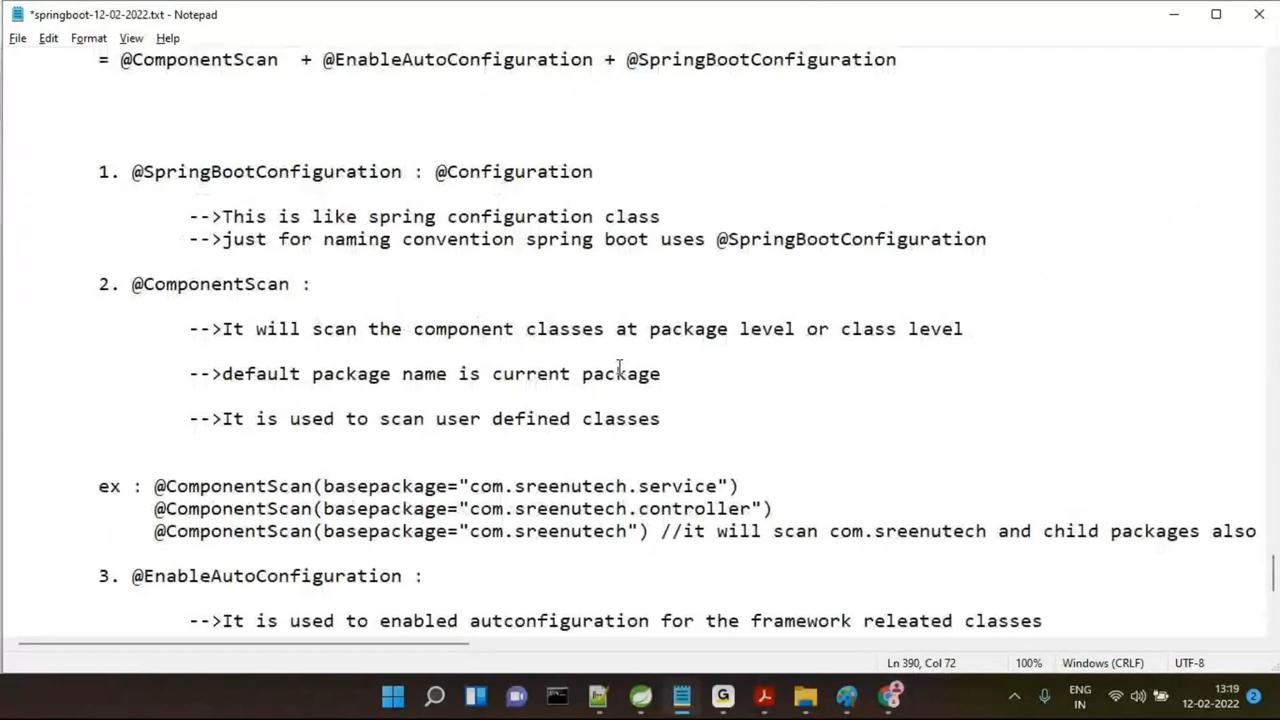 *springboot-12-02-2022.txt - Notepad
File Edit Format View Help
= @ComponentScan + @EnableAutoConfiguration + @SpringBootConfiguration
1. @SpringBootConfiguration : @Configuration
-->This is like spring configuration class
-->just for naming convention spring boot uses @SpringBootConfiguration
2. @ComponentScan :
-->It will scan the component classes at package level or class level
-->default package name is current package
-->It is used to scan user defined classes
ex : @ComponentScan(basepackage="com.sreenutech.service")
@ComponentScan(basepackage="com.sreenutech.controller")
@ComponentScan(basepackage="com.sreenutech") //it will scan com.sreenutech and child packages also
3. @EnableAutoConfiguration :
-->It is used to enabled autconfiguration for the framework releated classes
Ln 390, Col 72 100% Windows (CRLF) UTF-8
ENG
IN
13:19
12-02-2022
2